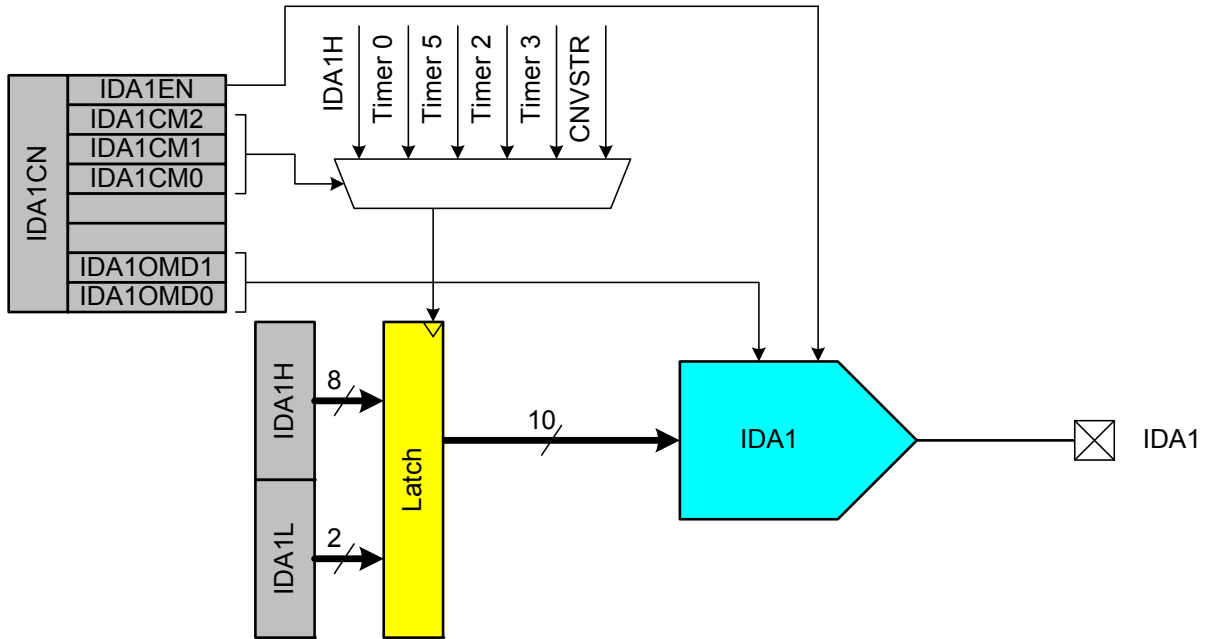 IDA1CN
IDA1EN
IDA1CM2
IDA1CM1
IDA1CM0
IDA1OMD1
IDA1OMD0
IDA1H
Timer 0
Timer 5
Timer 2
Timer 3
CNVSTR
IDA1H
8
IDA1L
2
Latch
10
IDA1
IDA1